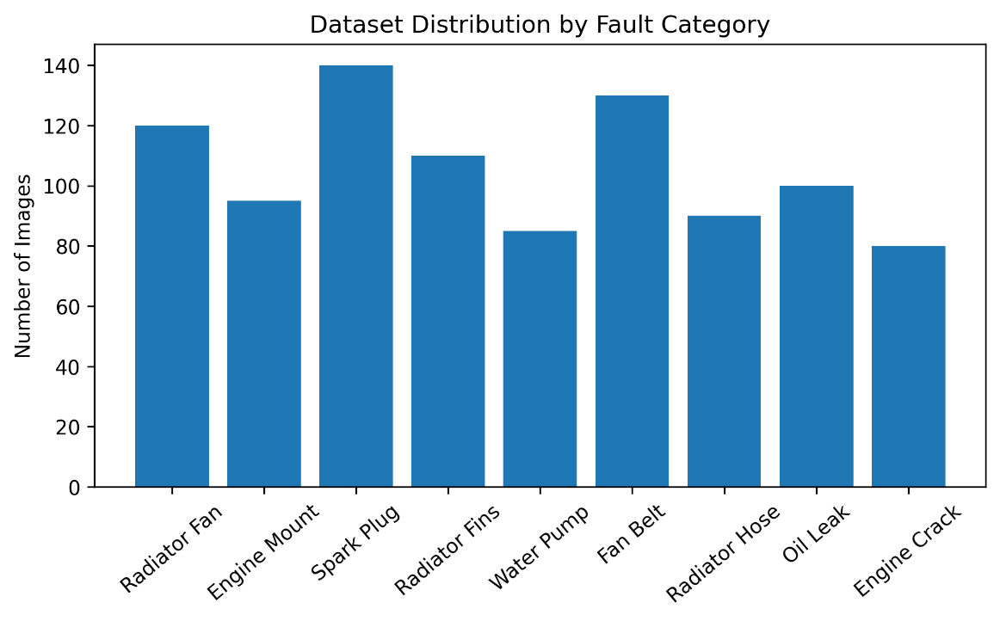 Dataset Distribution by Fault Category
Number of Images
140
120
100
80
60
40
20
0
Radiator Fan
Engine Mount
Spark Plug
Radiator Fins
Water Pump
Fan Belt
Radiator Hose
Oil Leak
Engine Crack